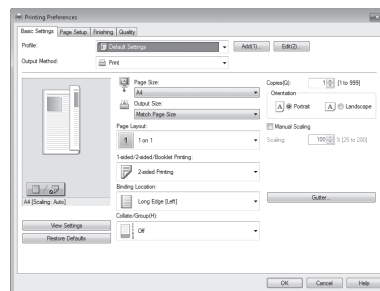 Printing Preferences
Basic Settings Page Setup Finishing Quality
Profile: Default Settings Add(1)... Edit(2)...
Output Method: Print
Page Size: Copies(Q): 1 [1 to 999]
A4
Orientation
Output Size: A Portrait A Landscape
Match Page Size
Page Layout: Manual Scaling
1 1 on 1 Scaling: 100 % [25 to 200]
1-sided/2-sided/Booklet Printing:
2-sided Printing
Binding Location:
Long Edge [Left] Gutter...
A4 [Scaling: Auto]
Collate/Group(H):
View Settings Off
Restore Defaults
OK Cancel Help